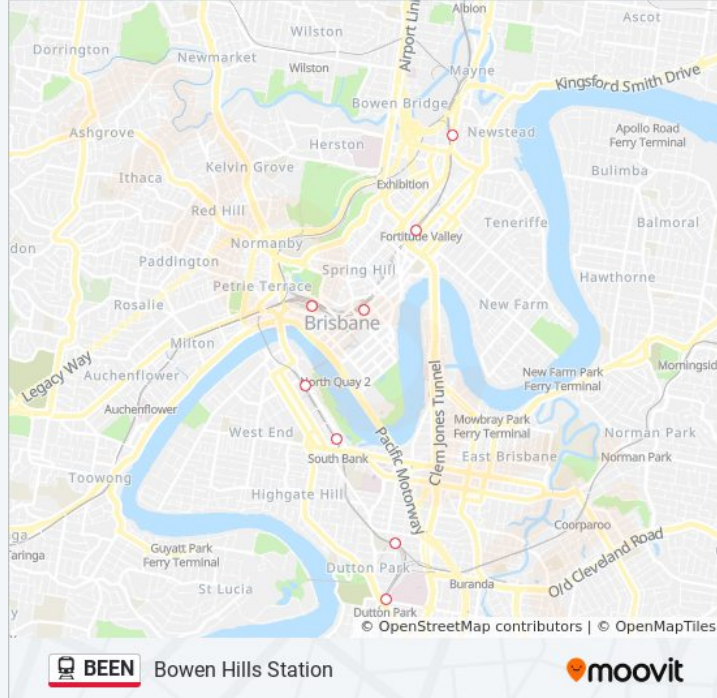 Albion
Ascot
Wilston
Dorrington
Newmarket
Airport Link
Wilston
Mayne
Kingsford Smith Drive
Bowen Bridge
Ashgrove
Newstead
Apollo Road
Ferry Terminal
Herston
Kelvin Grove
Bulimba
Ithaca
Exhibition
Red Hill
Teneriffe
Balmoral
Normanby
Fortitude Valley
don
Paddington
Spring Hill
Hawthorne
Petrie Terrace
Rosalie
New Farm
Brisbane
Milton
Legacy Way
Auchenflower
North Quay 2
New Farm Park
Ferry Terminal
Morningsid
Auchenflower
Clem Jones Tunnel
Mowbray Park
Ferry Terminal
West End
Pacific Motorway
Norman Park
South Bank
East Brisbane
Norman Park
Toowong
Highgate Hill
Coorparoo
ga
Taringa
Guyatt Park
Ferry Terminal
Old Cleveland Road
Dutton Park
St Lucia
Buranda
y
Dutton Park
© OpenStreetMap contributors | © OpenMapTiles
BEEN
Bowen Hills Station
moovit